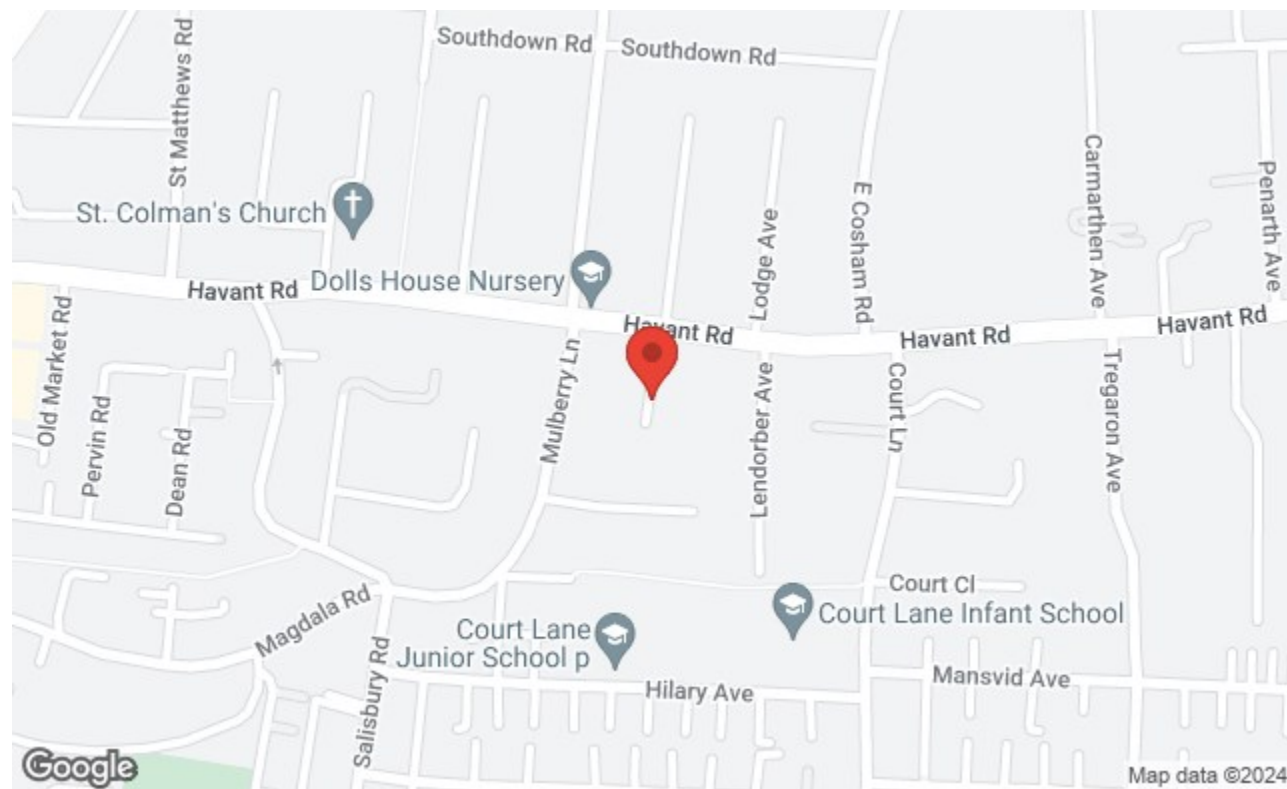 Southdown Rd
Southdown Rd
St Matthews Rd
Carmarthen Ave
Penarth Ave
E Cosham Rd
Lodge Ave
St. Colman's Church
Dolls House Nursery
Havant Rd
Havant Rd
Havant Rd
Havant Rd
Old Market Rd
Pervin Rd
Dean Rd
Mulberry Ln
Lendorber Ave
Court Ln
Tregaron Ave
Court Cl
Magdala Rd
Court Lane
Junior School p
Court Lane Infant School
Salisbury Rd
Hilary Ave
Mansvid Ave
Google
Map data ©2024